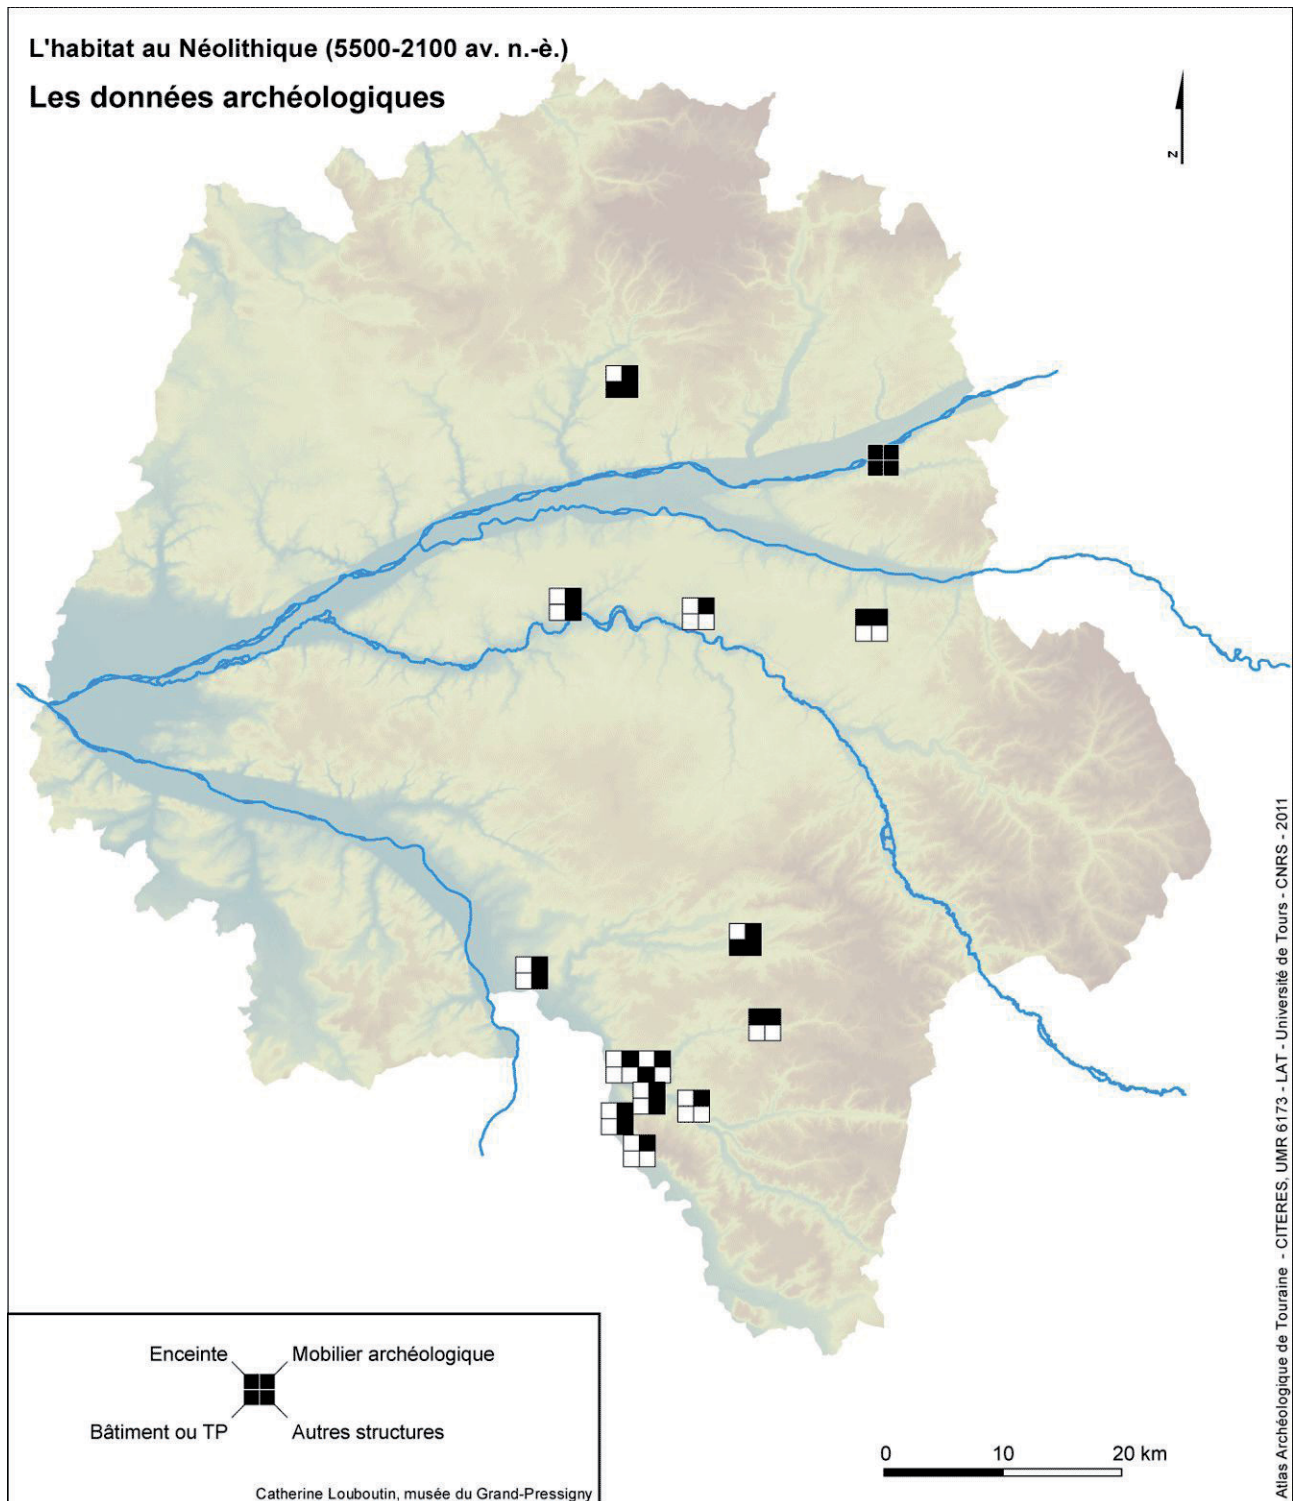 L'habitat au Néolithique (5500-2100 av. n.-è.)
Les données archéologiques
N
Enceinte
Mobilier archéologique
Bâtiment ou TP
Autres structures
Catherine Louboutin, musée du Grand-Pressigny
0 10 20 km
Atlas Archéologique de Touraine - CITERES, UMR 6173 - LAT - Université de Tours - CNRS - 2011